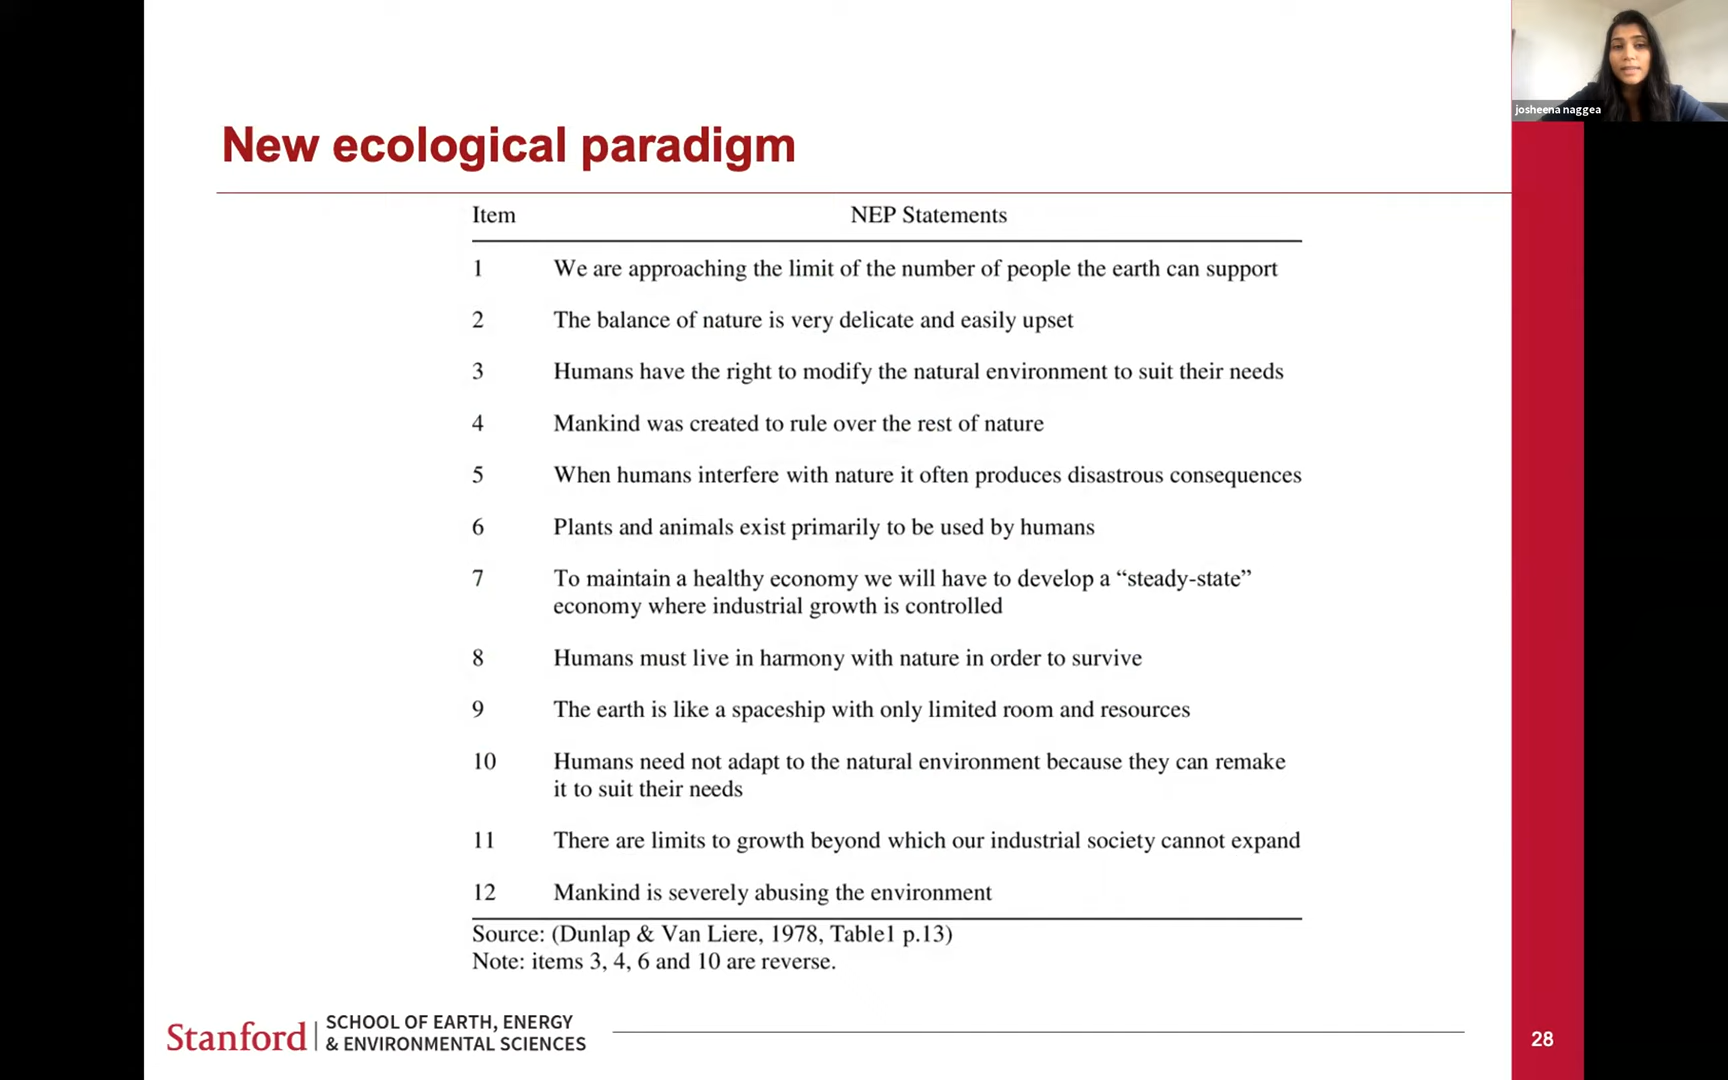 josheena naggea
New ecological paradigm
Item NEP Statements
1 We are approaching the limit of the number of people the earth can support
2 The balance of nature is very delicate and easily upset
3 Humans have the right to modify the natural environment to suit their needs
4 Mankind was created to rule over the rest of nature
5 When humans interfere with nature it often produces disastrous consequences
6 Plants and animals exist primarily to be used by humans
7 To maintain a healthy economy we will have to develop a “steady-state”
economy where industrial growth is controlled
8 Humans must live in harmony with nature in order to survive
9 The earth is like a spaceship with only limited room and resources
10 Humans need not adapt to the natural environment because they can remake
it to suit their needs
11 There are limits to growth beyond which our industrial society cannot expand
12 Mankind is severely abusing the environment
Source: (Dunlap & Van Liere, 1978, Table1 p.13)
Note: items 3, 4, 6 and 10 are reverse.
Stanford
SCHOOL OF EARTH, ENERGY
& ENVIRONMENTAL SCIENCES
28